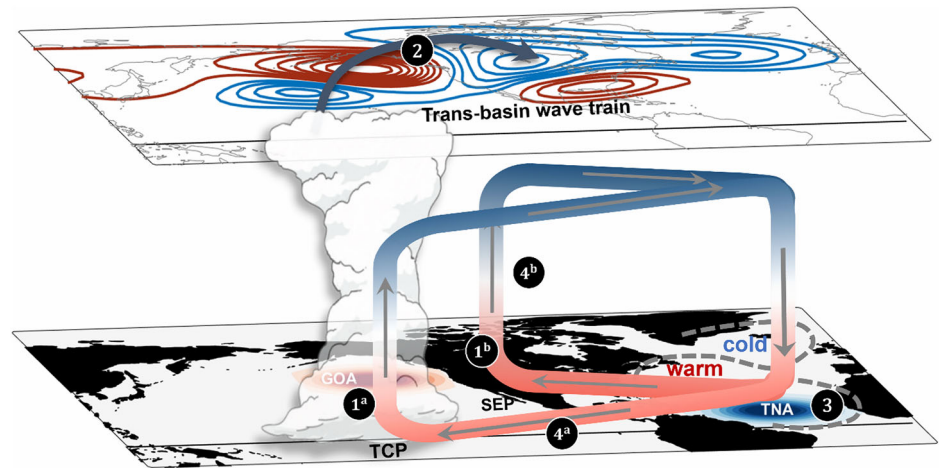 2
Trans-basin wave train
4ᵇ
cold
1ᵇ
warm
GOA
1ᵃ
SEP
TNA
3
4ᵃ
TCP